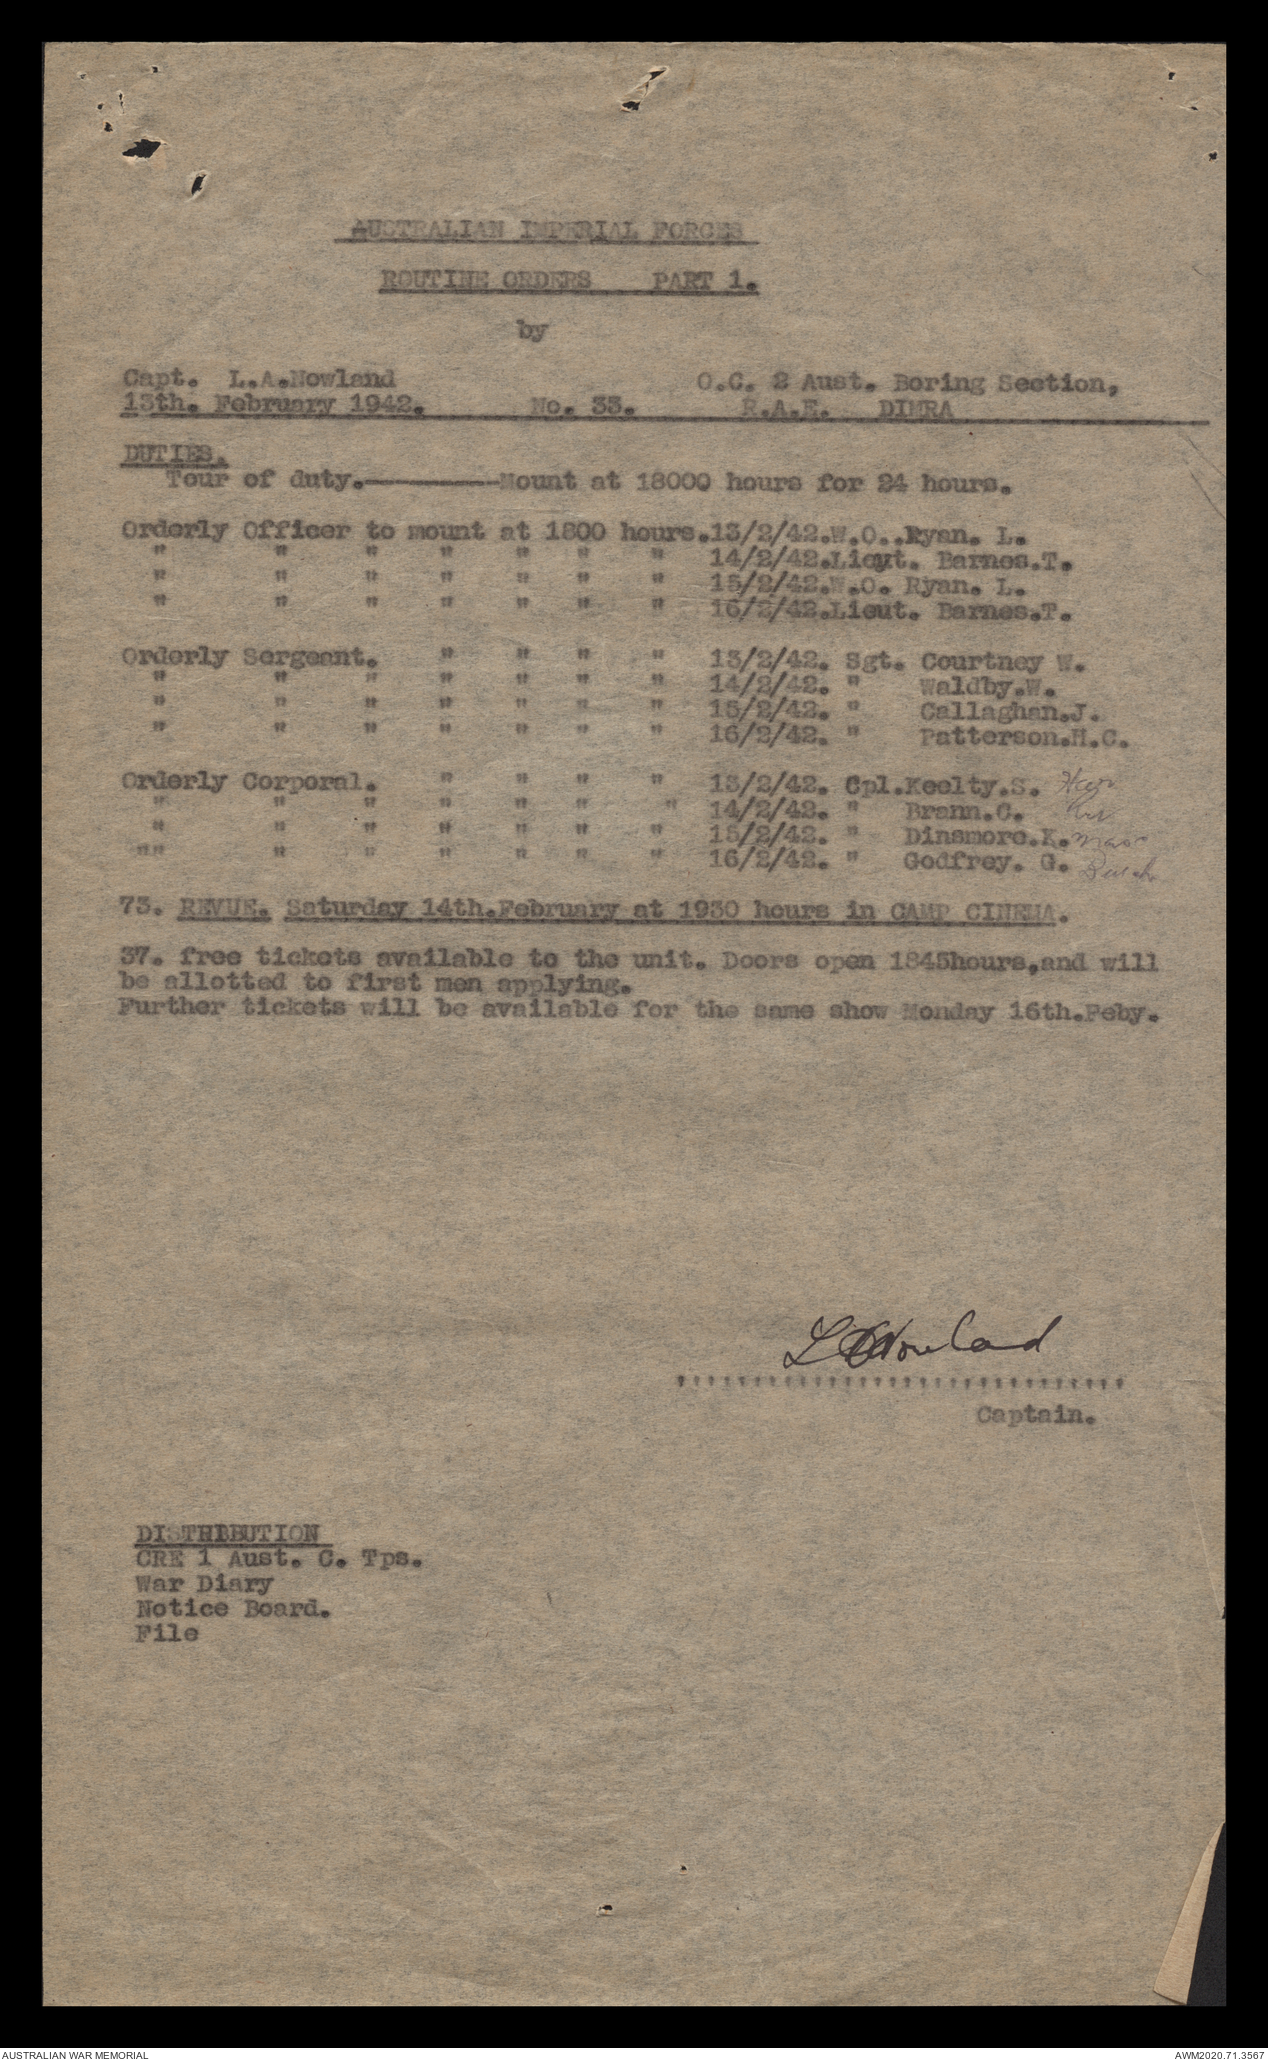 AUSTRALIAN IMPERIAL FORCES
ROUTINE ORDERS PART 1.
by
Capt. L.A.Nowland O.C. 2 Aust. Boring Section,
13th. February 1942. No. 33. R.A.E. DIMRA
DUTIES.
Tour of duty.----------Mount at 18000 hours for 24 hours.
Orderly Officer to mount at 1800 hours.13/2/42.W.O..Ryan. L.
" " " " " " " 14/2/42.Lieut. Barnes.T.
" " " " " " " 15/2/42.W.O. Ryan. L.
" " " " " " " 16/2/42.Lieut. Barnes.T.
Orderly Sergeant. " " " " 13/2/42. Sgt. Courtney W.
" " " " " " " 14/2/42. " Waldby.W.
" " " " " " " 15/2/42. " Callaghan.J.
" " " " " " " 16/2/42. " Patterson.H.C.
Orderly Corporal. " " " " 13/2/42. Cpl.Keelty.S.
" " " " " " " 14/2/42. " Brann.C.
" " " " " " " 15/2/42. " Dinsmore.K.
"" " " " " " " 16/2/42. " Godfrey. G.
73. REVUE. Saturday 14th.February at 1930 hours in CAMP CINEMA.
37. free tickets available to the unit. Doors open 1845hours,and will
be allotted to first men applying.
Further tickets will be available for the same show Monday 16th.Feby.
LANowland
Captain.
DISTRIBUTION
CRE 1 Aust. C. Tps.
War Diary
Notice Board.
File
AUSTRALIAN WAR MEMORIAL AWM2020.71.3567